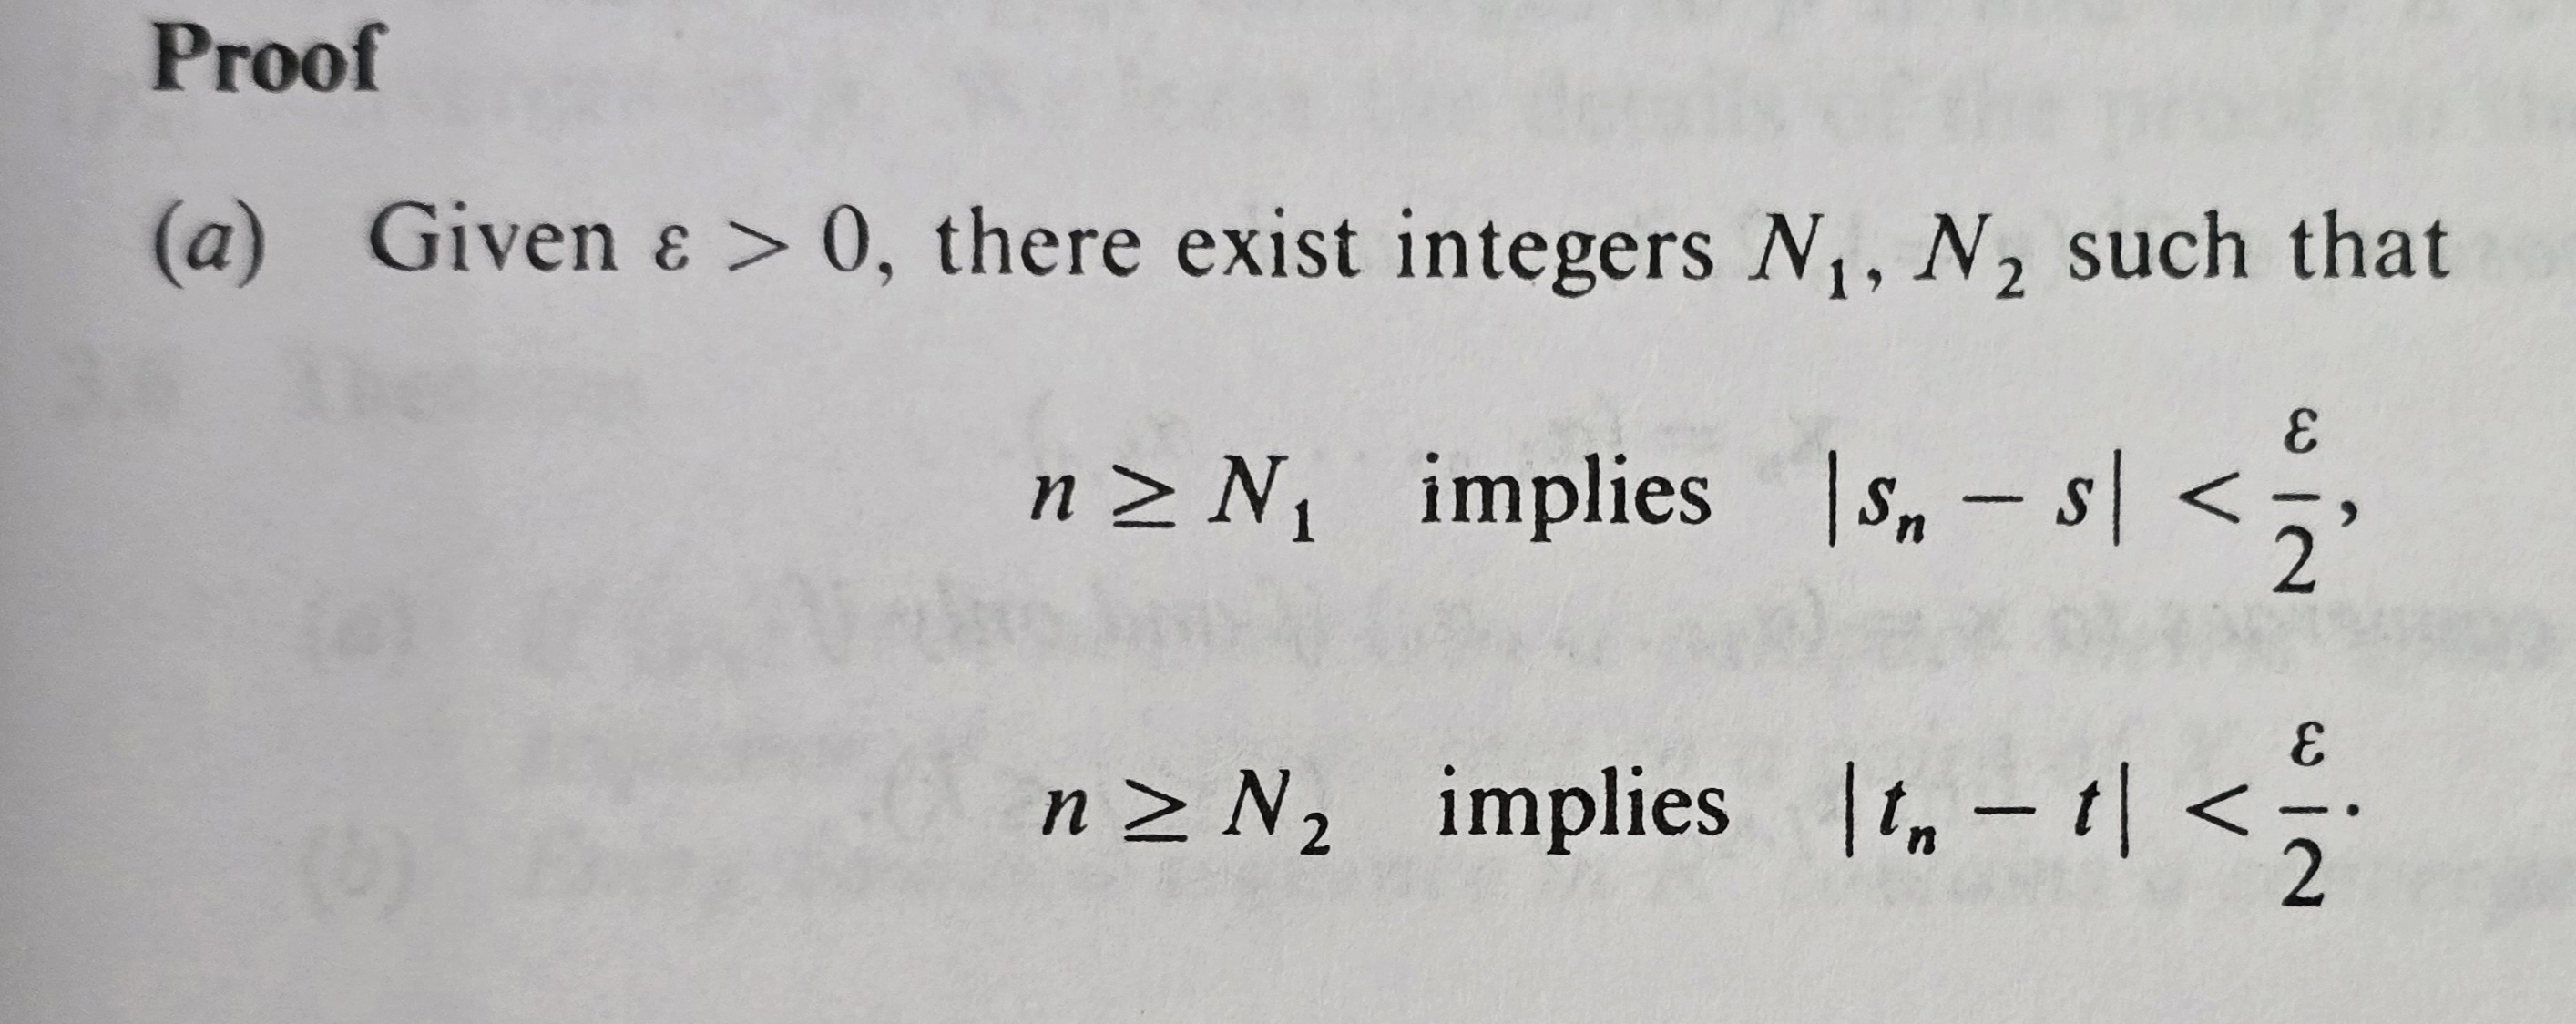 Proof
(a) Given ε > 0, there exist integers N₁, N₂ such that
n ≥ N₁ implies |sₙ − s| < ε/2,
n ≥ N₂ implies |tₙ − t| < ε/2.